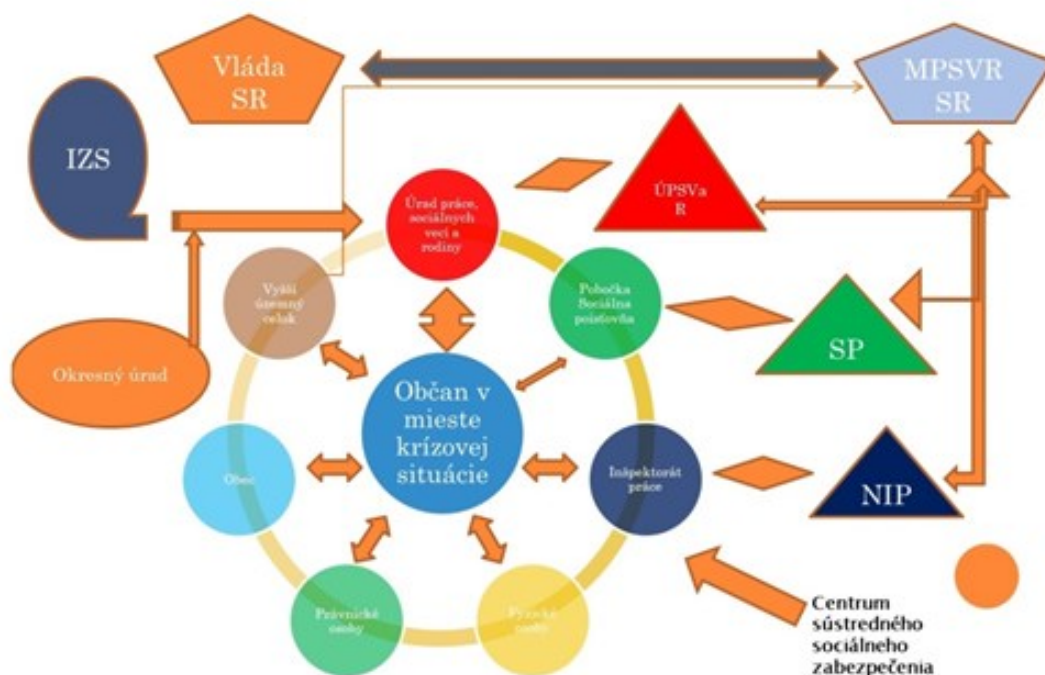 Vláda
SR
MPSVR
SR
IZS
Úrad práce,
sociálnych
vecí a
rodiny
ÚPSVa
R
Vyšší
územný
celok
Pobočka
Sociálna
poisťovňa
SP
Okresný úrad
Občan v
mieste
krízovej
situácie
Obec
Inšpektorát
práce
NIP
Právnické
osoby
Fyzické
osoby
Centrum
sústredného
sociálneho
zabezpečenia